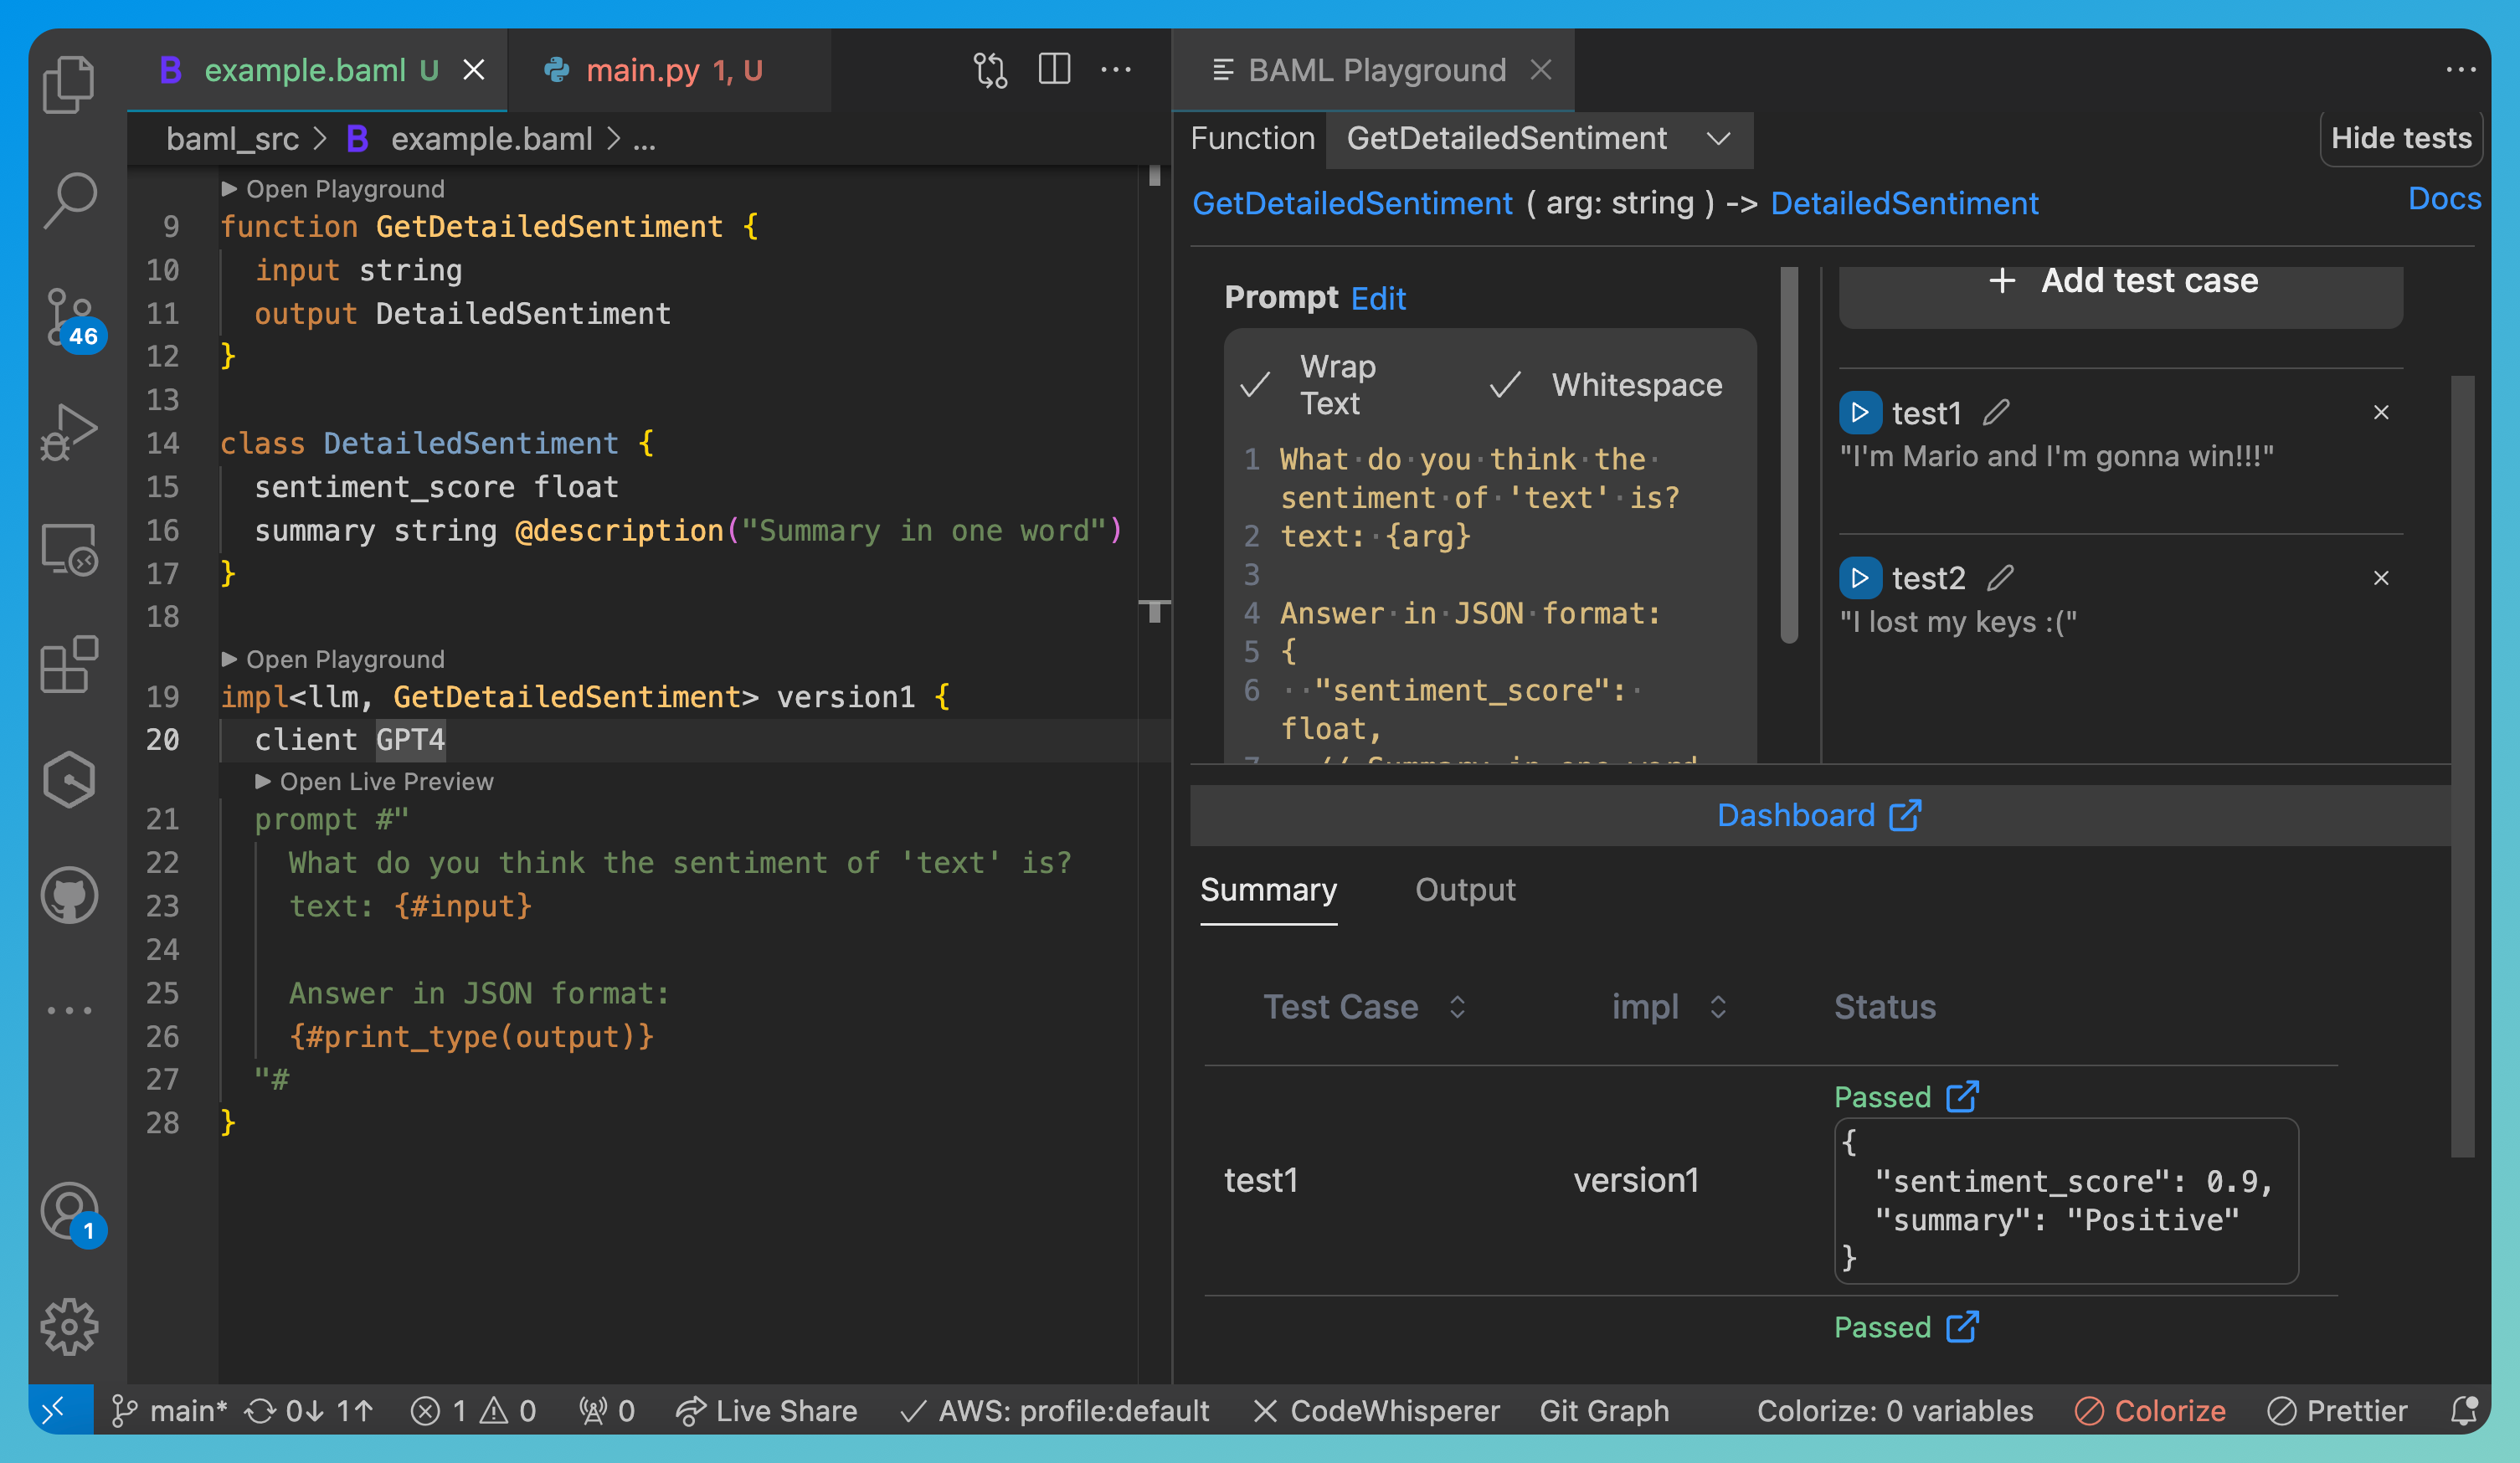 example.baml U
main.py 1, U
baml_src > example.baml > ...
Open Playground
9 function GetDetailedSentiment {
10 input string
11 output DetailedSentiment
12 }
13
14 class DetailedSentiment {
15 sentiment_score float
16 summary string @description("Summary in one word")
17 }
18
Open Playground
19 impl<llm, GetDetailedSentiment> version1 {
20 client GPT4
Open Live Preview
21 prompt #"
22 What do you think the sentiment of 'text' is?
23 text: {#input}
24
25 Answer in JSON format:
26 {#print_type(output)}
27 "#
28 }
46
1
BAML Playground
Function GetDetailedSentiment
Hide tests
GetDetailedSentiment ( arg: string ) -> DetailedSentiment
Docs
Prompt Edit
Wrap
Text
Whitespace
1 What·do·you·think·the·
sentiment·of·'text'·is?
2 text:·{arg}
3
4 Answer·in·JSON·format:
5 {
6 ··"sentiment_score":·
float,
7 // Summary in one word
+ Add test case
test1
"I'm Mario and I'm gonna win!!!"
test2
"I lost my keys :("
Dashboard
Summary Output
Test Case impl Status
Passed
test1 version1
{
"sentiment_score": 0.9,
"summary": "Positive"
}
Passed
main* 0↓ 1↑ 1 0 0 Live Share AWS: profile:default CodeWhisperer Git Graph Colorize: 0 variables Colorize Prettier